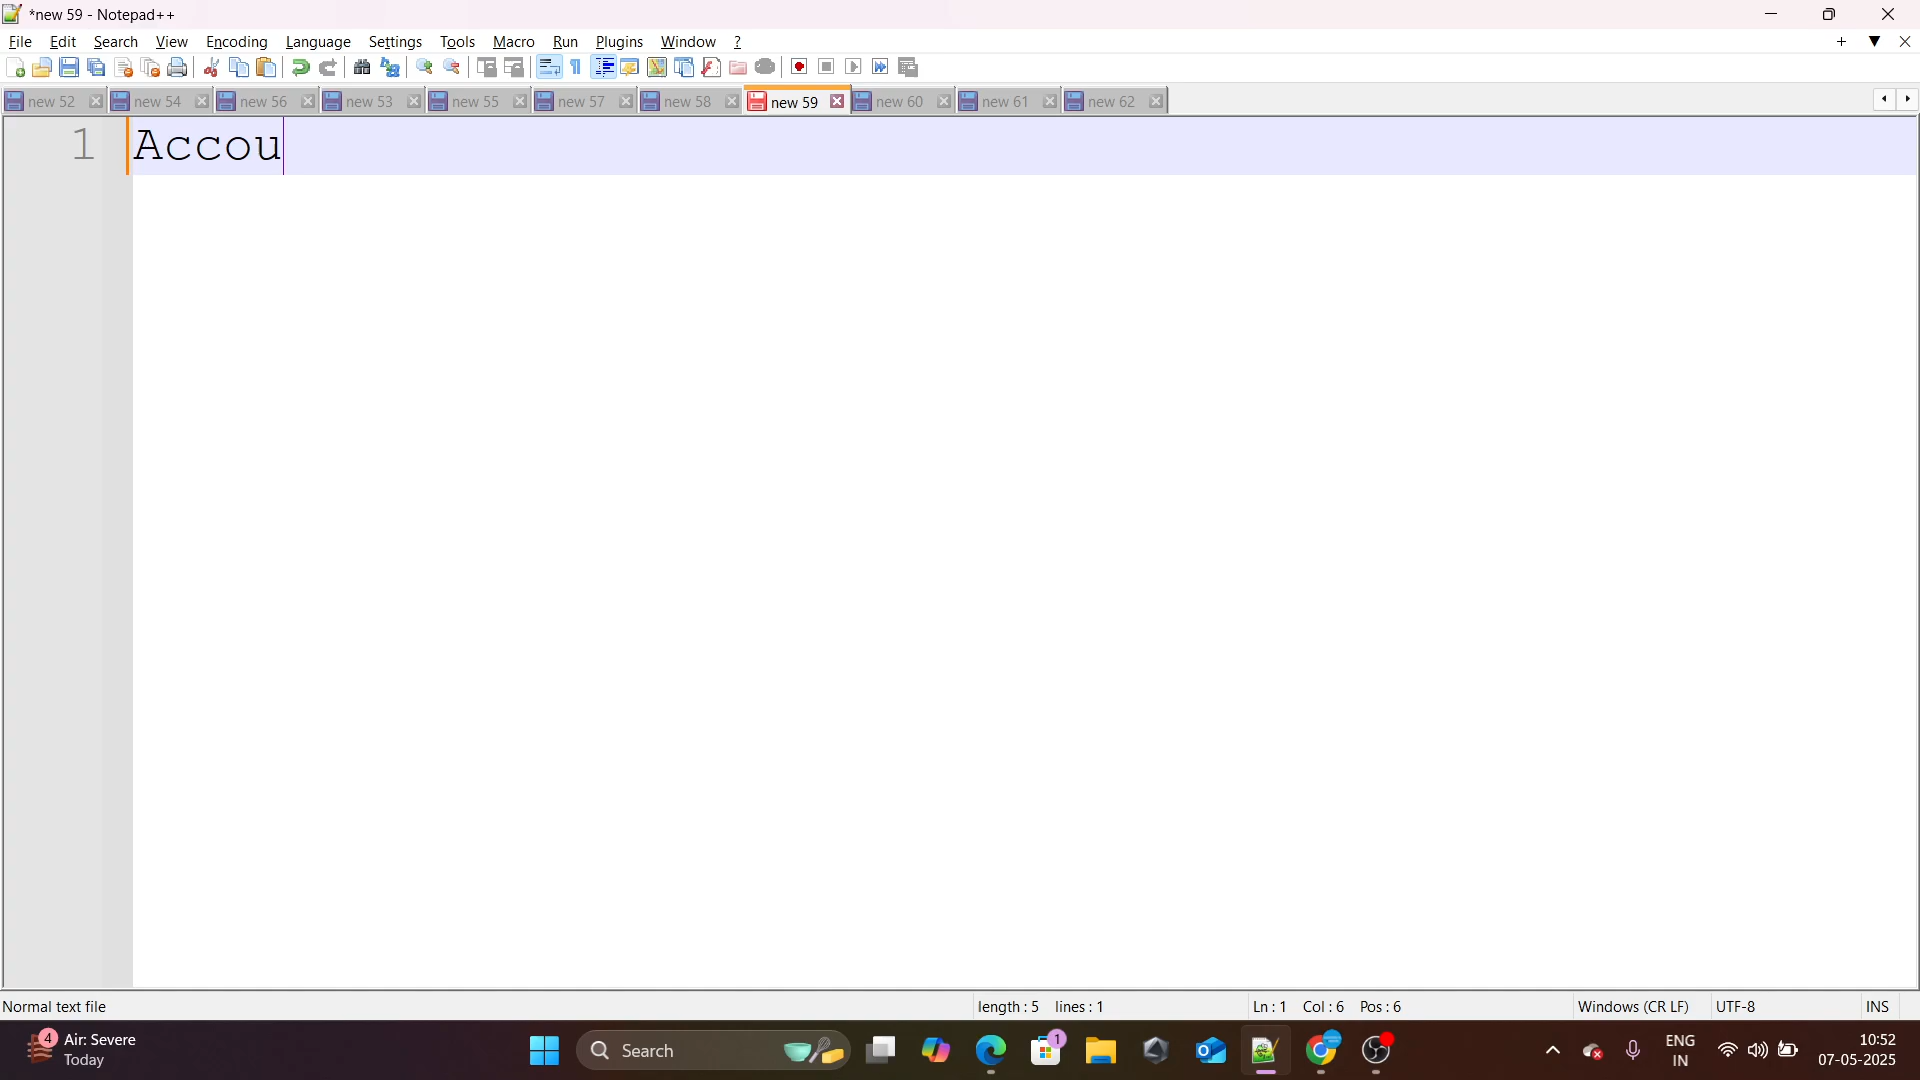 *new 59 - Notepad++
File Edit Search View Encoding Language Settings Tools Macro Run Plugins Window ?
new 52 new 54 new 56 new 53 new 55 new 57 new 58 new 59 new 60 new 61 new 62
1 Accou
Normal text file length : 5 lines : 1 Ln : 1 Col : 6 Pos : 6 Windows (CR LF) UTF-8 INS
4 Air: Severe
Today
Search
1
ENG
IN
10:52
07-05-2025